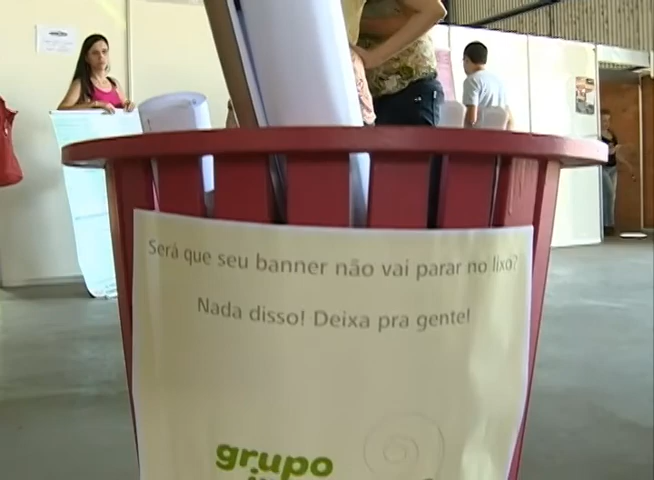 Será que seu banner não vai parar no lixo?
Nada disso! Deixa pra gente!
grupo